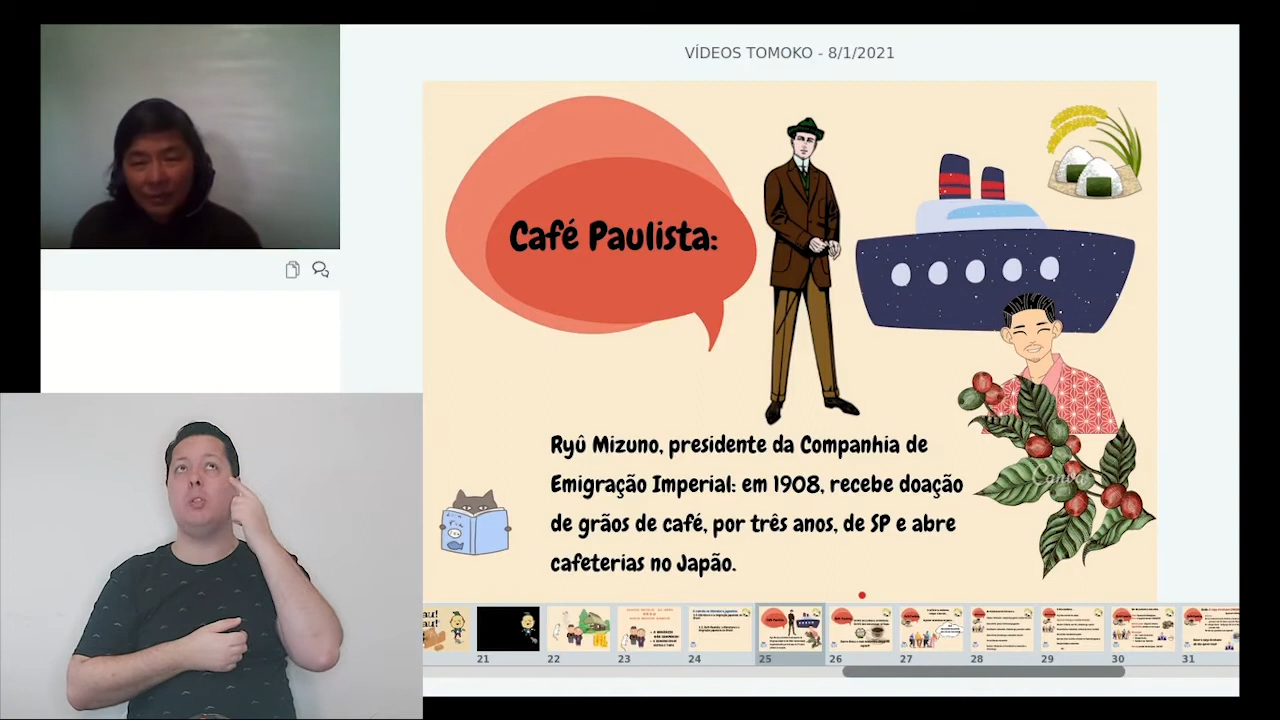 VÍDEOS TOMOKO - 8/1/2021
Café Paulista:
Ryû Mizuno, presidente da Companhia de
Emigração Imperial: em 1908, recebe doação
de grãos de café, por três anos, de SP e abre
cafeterias no Japão.
Canva
21
22
23
24
25
26
27
28
29
30
31